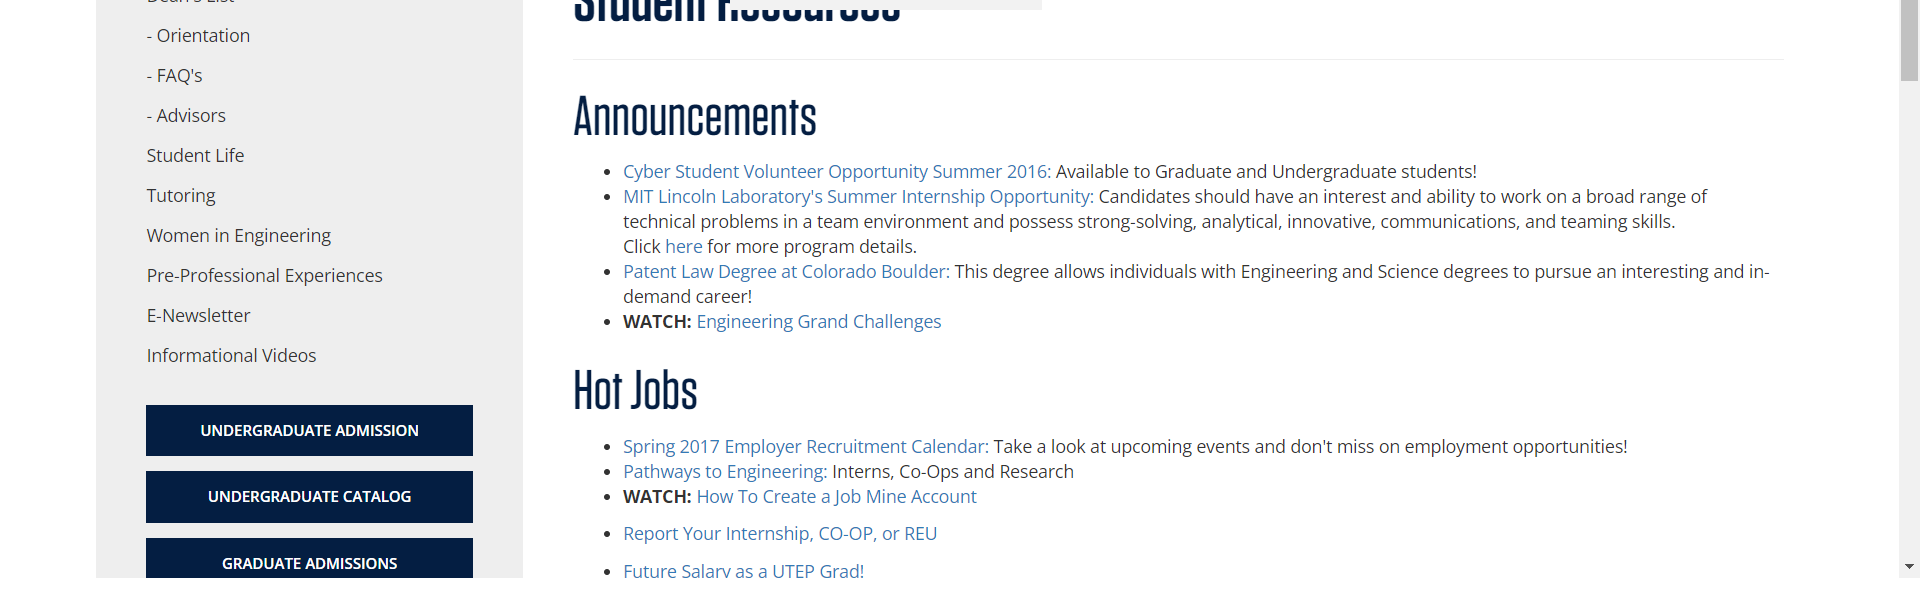 Dean's List
- Orientation
- FAQ's
- Advisors
Student Life
Tutoring
Women in Engineering
Pre-Professional Experiences
E-Newsletter
Informational Videos
UNDERGRADUATE ADMISSION
UNDERGRADUATE CATALOG
GRADUATE ADMISSIONS
Student Resources
Announcements
Cyber Student Volunteer Opportunity Summer 2016: Available to Graduate and Undergraduate students!
MIT Lincoln Laboratory's Summer Internship Opportunity: Candidates should have an interest and ability to work on a broad range of
technical problems in a team environment and possess strong-solving, analytical, innovative, communications, and teaming skills.
Click here for more program details.
Patent Law Degree at Colorado Boulder: This degree allows individuals with Engineering and Science degrees to pursue an interesting and in-
demand career!
WATCH: Engineering Grand Challenges
Hot Jobs
Spring 2017 Employer Recruitment Calendar: Take a look at upcoming events and don't miss on employment opportunities!
Pathways to Engineering: Interns, Co-Ops and Research
WATCH: How To Create a Job Mine Account
Report Your Internship, CO-OP, or REU
Future Salary as a UTEP Grad!